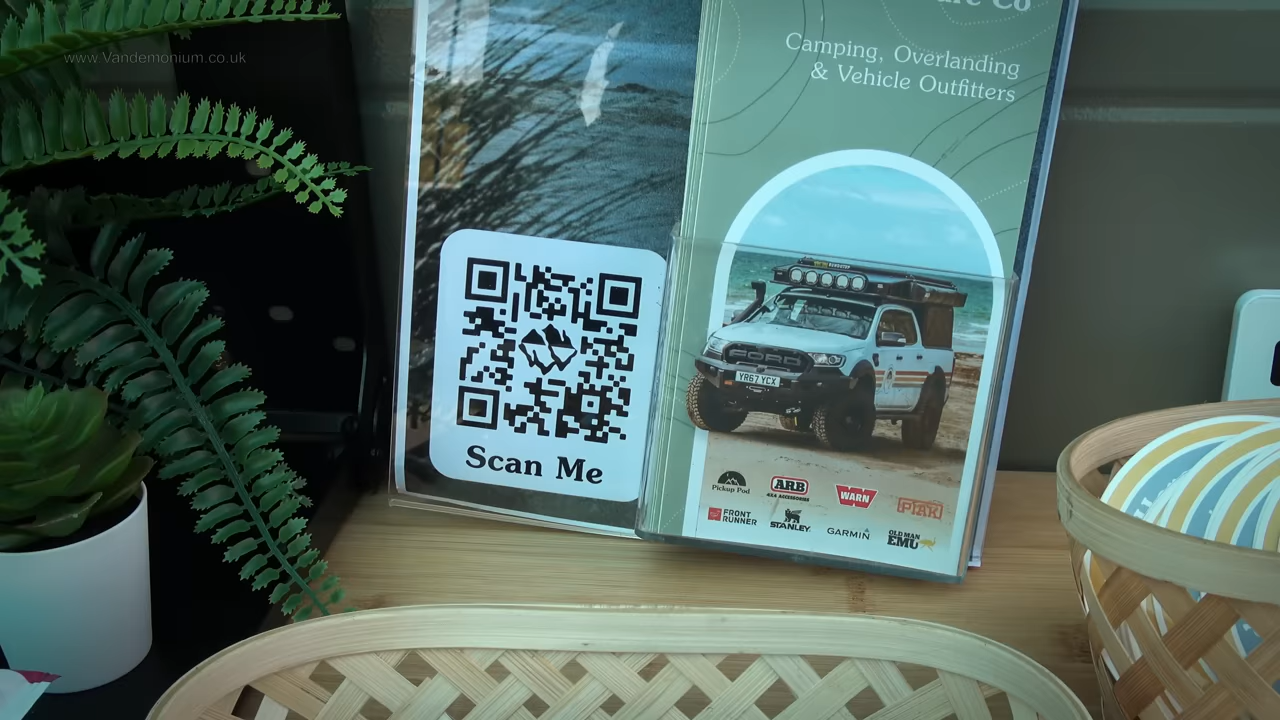 www.Vandemonium.co.uk
Co
Camping, Overlanding
& Vehicle Outfitters
FORD
YR67 YCX
Scan Me
Pickup Pod
ARB
4X4 ACCESSORIES
WARN
FRONT
RUNNER
STANLEY
GARMIN
OLD MAN
EMU